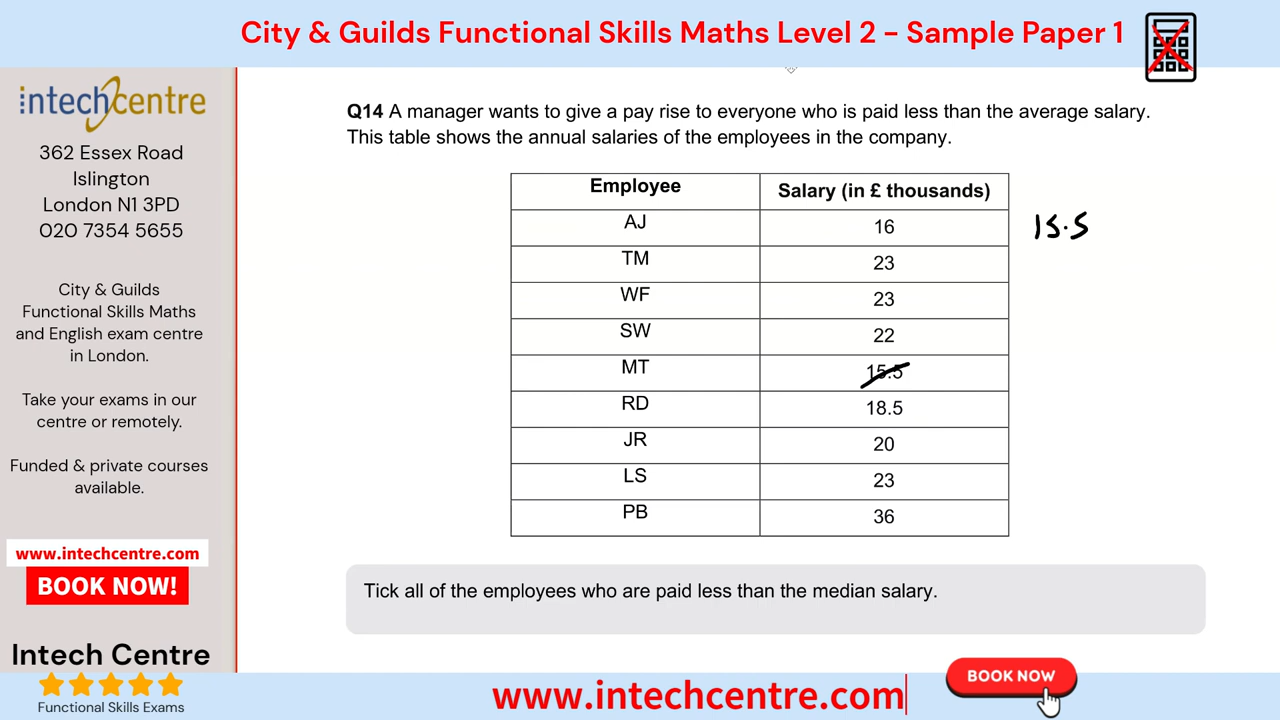 City & Guilds Functional Skills Maths Level 2 - Sample Paper 1
intechcentre
362 Essex Road
Islington
London N1 3PD
020 7354 5655
City & Guilds
Functional Skills Maths
and English exam centre
in London.
Take your exams in our
centre or remotely.
Funded & private courses
available.
www.intechcentre.com
BOOK NOW!
Intech Centre
Functional Skills Exams
Q14 A manager wants to give a pay rise to everyone who is paid less than the average salary.
This table shows the annual salaries of the employees in the company.
Employee Salary (in £ thousands)
AJ 16 15.5
TM 23
WF 23
SW 22
MT 15.5
RD 18.5
JR 20
LS 23
PB 36
Tick all of the employees who are paid less than the median salary.
www.intechcentre.com
BOOK NOW